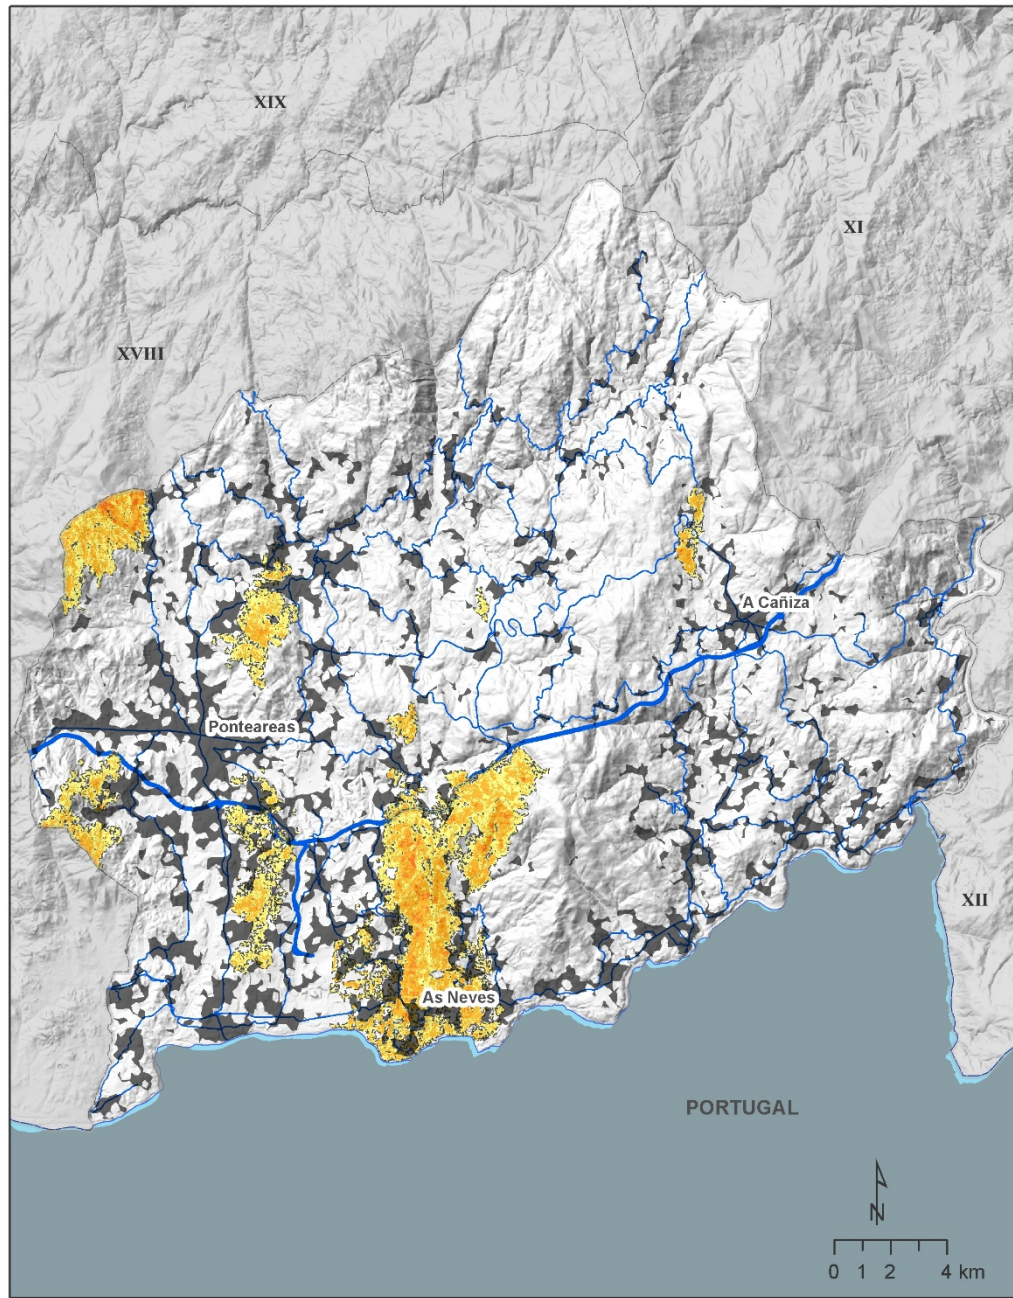 XIX
XI
XVIII
A Cañiza
Ponteareas
XII
As Neves
PORTUGAL
N
0 1 2 4 km